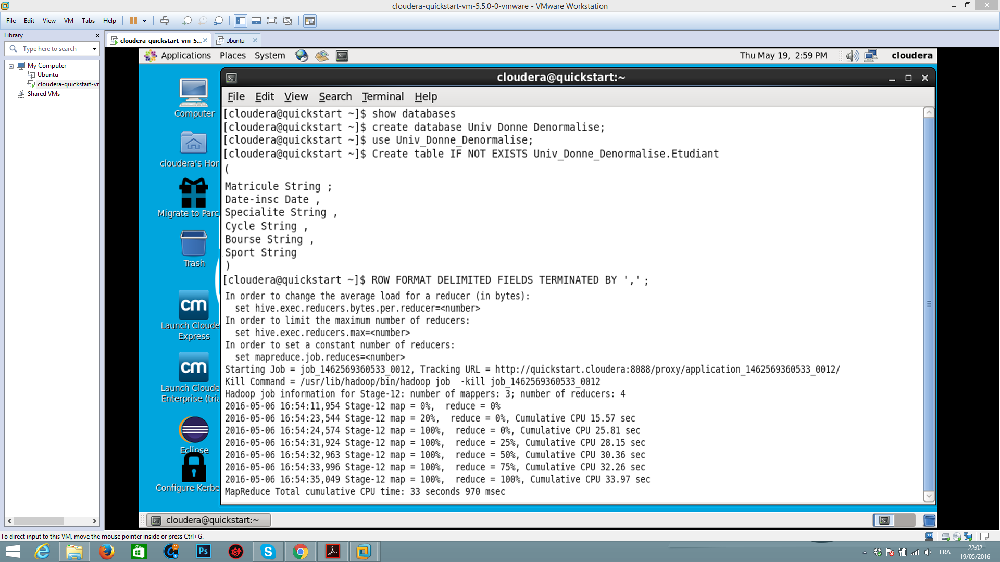 cloudera-quickstart-vm-5.5.0-0-vmware - VMware Workstation
File Edit View VM Tabs Help
Library
Type here to search
My Computer
Ubuntu
cloudera-quickstart-vr
Shared VMs
cloudera-quickstart-vm-5...
Ubuntu
Applications Places System
Thu May 19, 2:59 PM
cloudera
Computer
cloudera's Hor
Migrate to Parc
Trash
cm
Launch Cloude
Express
cm
Launch Cloude
Enterprise (tria
Eclipse
Configure Kerbe
cloudera@quickstart:~
File Edit View Search Terminal Help
[cloudera@quickstart ~]$ show databases
[cloudera@quickstart ~]$ create database Univ_Donne_Denormalise;
[cloudera@quickstart ~]$ use Univ_Donne_Denormalise;
[cloudera@quickstart ~]$ Create table IF NOT EXISTS Univ_Donne_Denormalise.Etudiant
(
Matricule String ;
Date-insc Date ,
Specialite String ,
Cycle String ,
Bourse String ,
Sport String
)
[cloudera@quickstart ~]$ ROW FORMAT DELIMITED FIELDS TERMINATED BY ',' ;
In order to change the average load for a reducer (in bytes):
set hive.exec.reducers.bytes.per.reducer=<number>
In order to limit the maximum number of reducers:
set hive.exec.reducers.max=<number>
In order to set a constant number of reducers:
set mapreduce.job.reduces=<number>
Starting Job = job_1462569360533_0012, Tracking URL = http://quickstart.cloudera:8088/proxy/application_1462569360533_0012/
Kill Command = /usr/lib/hadoop/bin/hadoop job  -kill job_1462569360533_0012
Hadoop job information for Stage-12: number of mappers: 3; number of reducers: 4
2016-05-06 16:54:11,954 Stage-12 map = 0%,  reduce = 0%
2016-05-06 16:54:23,544 Stage-12 map = 20%,  reduce = 0%, Cumulative CPU 15.57 sec
2016-05-06 16:54:24,574 Stage-12 map = 100%,  reduce = 0%, Cumulative CPU 25.81 sec
2016-05-06 16:54:31,924 Stage-12 map = 100%,  reduce = 25%, Cumulative CPU 28.15 sec
2016-05-06 16:54:32,963 Stage-12 map = 100%,  reduce = 50%, Cumulative CPU 30.36 sec
2016-05-06 16:54:33,996 Stage-12 map = 100%,  reduce = 75%, Cumulative CPU 32.26 sec
2016-05-06 16:54:35,049 Stage-12 map = 100%,  reduce = 100%, Cumulative CPU 33.97 sec
MapReduce Total cumulative CPU time: 33 seconds 970 msec
cloudera@quickstart:~
To direct input to this VM, move the mouse pointer inside or press Ctrl+G.
Ps
FRA
22:02
19/05/2016